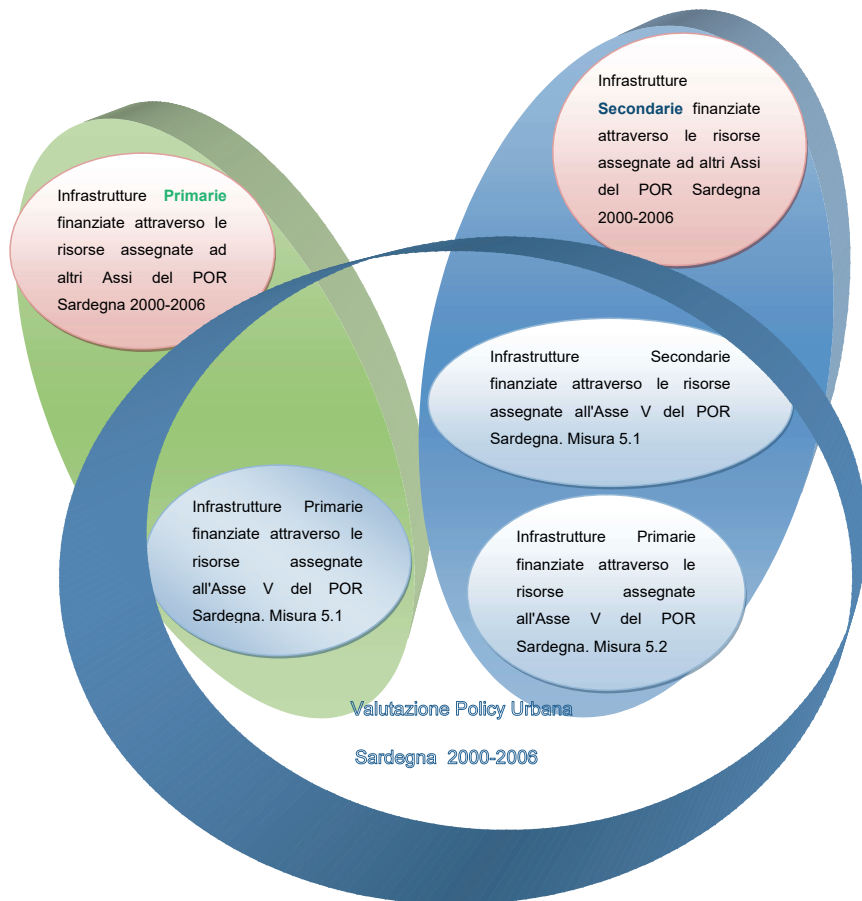 Infrastrutture
Secondarie finanziate
attraverso le risorse
assegnate ad altri Assi
del POR Sardegna
2000-2006
Infrastrutture Primarie
finanziate attraverso le
risorse assegnate ad
altri Assi del POR
Sardegna 2000-2006
Infrastrutture Secondarie
finanziate attraverso le risorse
assegnate all'Asse V del POR
Sardegna. Misura 5.1
Infrastrutture Primarie
finanziate attraverso le
risorse assegnate
all'Asse V del POR
Sardegna. Misura 5.1
Infrastrutture Primarie
finanziate attraverso le
risorse assegnate
all'Asse V del POR
Sardegna. Misura 5.2
Valutazione Policy Urbana
Sardegna 2000-2006